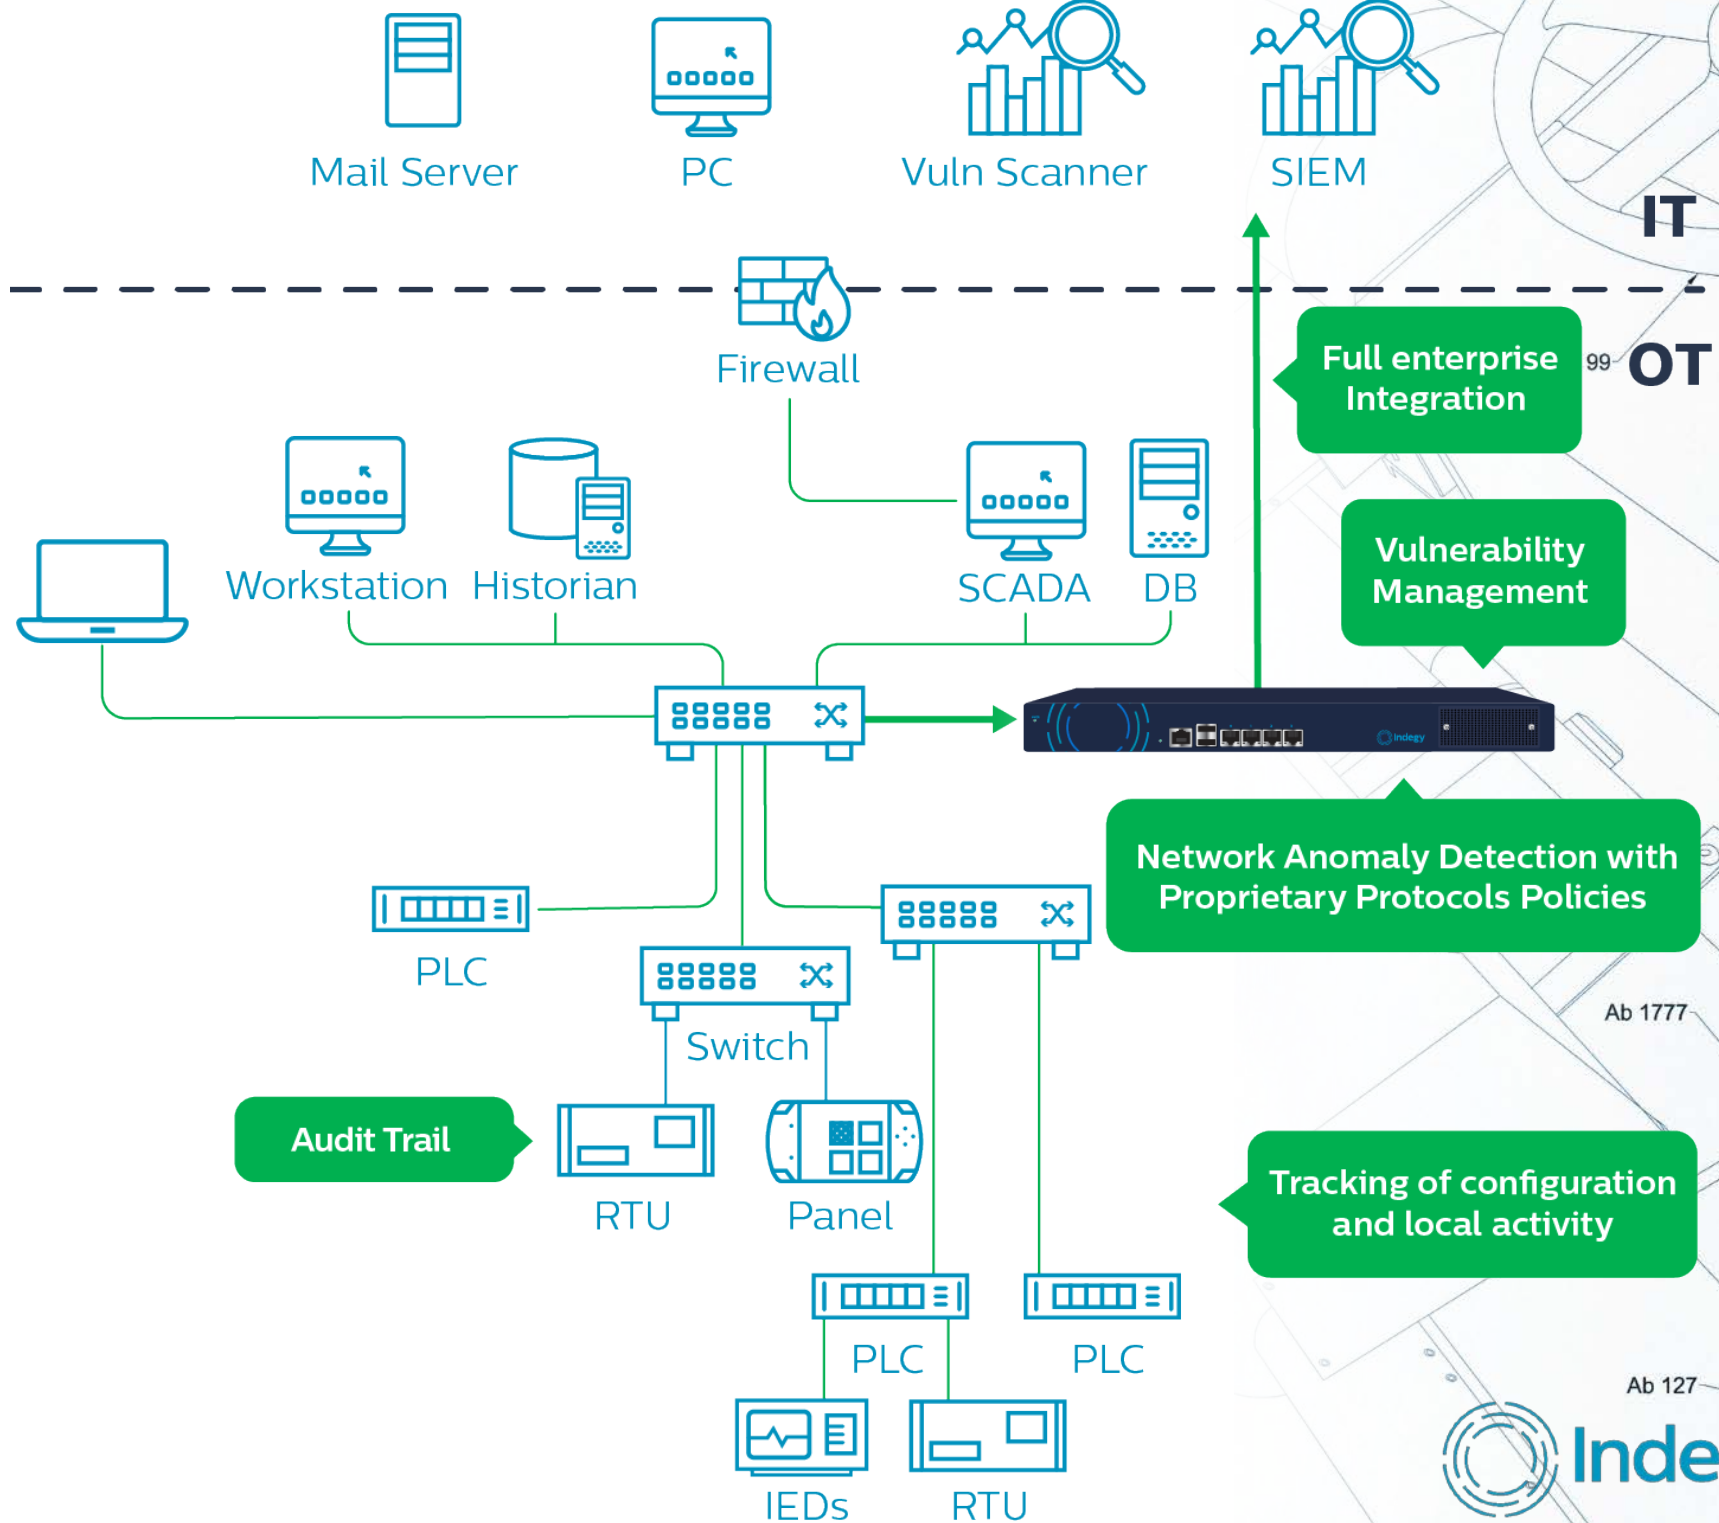 Mail Server
PC
Vuln Scanner
SIEM
IT
Firewall
Full enterprise
Integration
99
OT
Workstation
Historian
SCADA
DB
Vulnerability
Management
Indegy
Network Anomaly Detection with
Proprietary Protocols Policies
PLC
Switch
Ab 1777
Audit Trail
RTU
Panel
Tracking of configuration
and local activity
PLC
PLC
Ab 127
Inde
IEDs
RTU